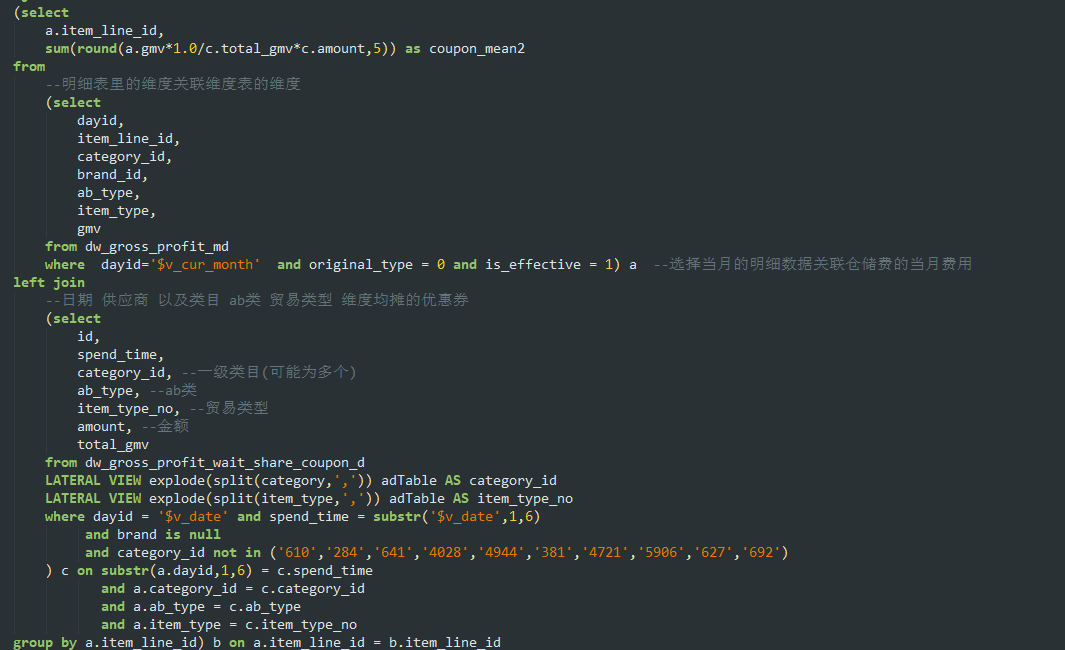 (select
a.item_line_id,
sum(round(a.gmv*1.0/c.total_gmv*c.amount,5)) as coupon_mean2
from
--明细表里的维度关联维度表的维度
(select
dayid,
item_line_id,
category_id,
brand_id,
ab_type,
item_type,
gmv
from dw_gross_profit_md
where  dayid='$v_cur_month'  and original_type = 0 and is_effective = 1) a  --选择当月的明细数据关联仓储费的当月费用
left join
--日期 供应商 以及类目 ab类 贸易类型 维度均摊的优惠券
(select
id,
spend_time,
category_id, --一级类目(可能为多个)
ab_type, --ab类
item_type_no, --贸易类型
amount, --金额
total_gmv
from dw_gross_profit_wait_share_coupon_d
LATERAL VIEW explode(split(category,',')) adTable AS category_id
LATERAL VIEW explode(split(item_type,',')) adTable AS item_type_no
where dayid = '$v_date' and spend_time = substr('$v_date',1,6)
and brand is null
and category_id not in ('610','284','641','4028','4944','381','4721','5906','627','692')
) c on substr(a.dayid,1,6) = c.spend_time
and a.category_id = c.category_id
and a.ab_type = c.ab_type
and a.item_type = c.item_type_no
group by a.item_line_id) b on a.item_line_id = b.item_line_id